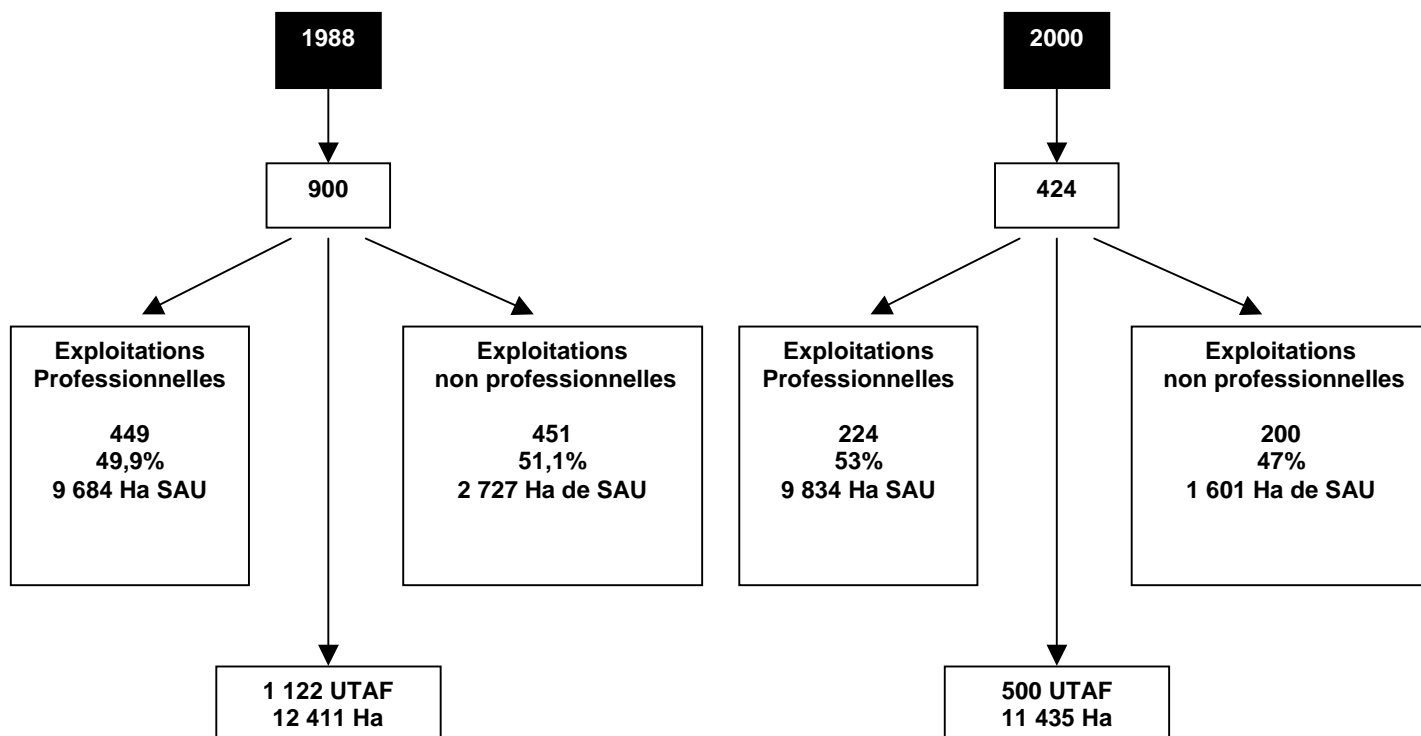 1988
900
Exploitations
Professionnelles
449
49,9%
9 684 Ha SAU
Exploitations
non professionnelles
451
51,1%
2 727 Ha de SAU
1 122 UTAF
12 411 Ha
2000
424
Exploitations
Professionnelles
224
53%
9 834 Ha SAU
Exploitations
non professionnelles
200
47%
1 601 Ha de SAU
500 UTAF
11 435 Ha